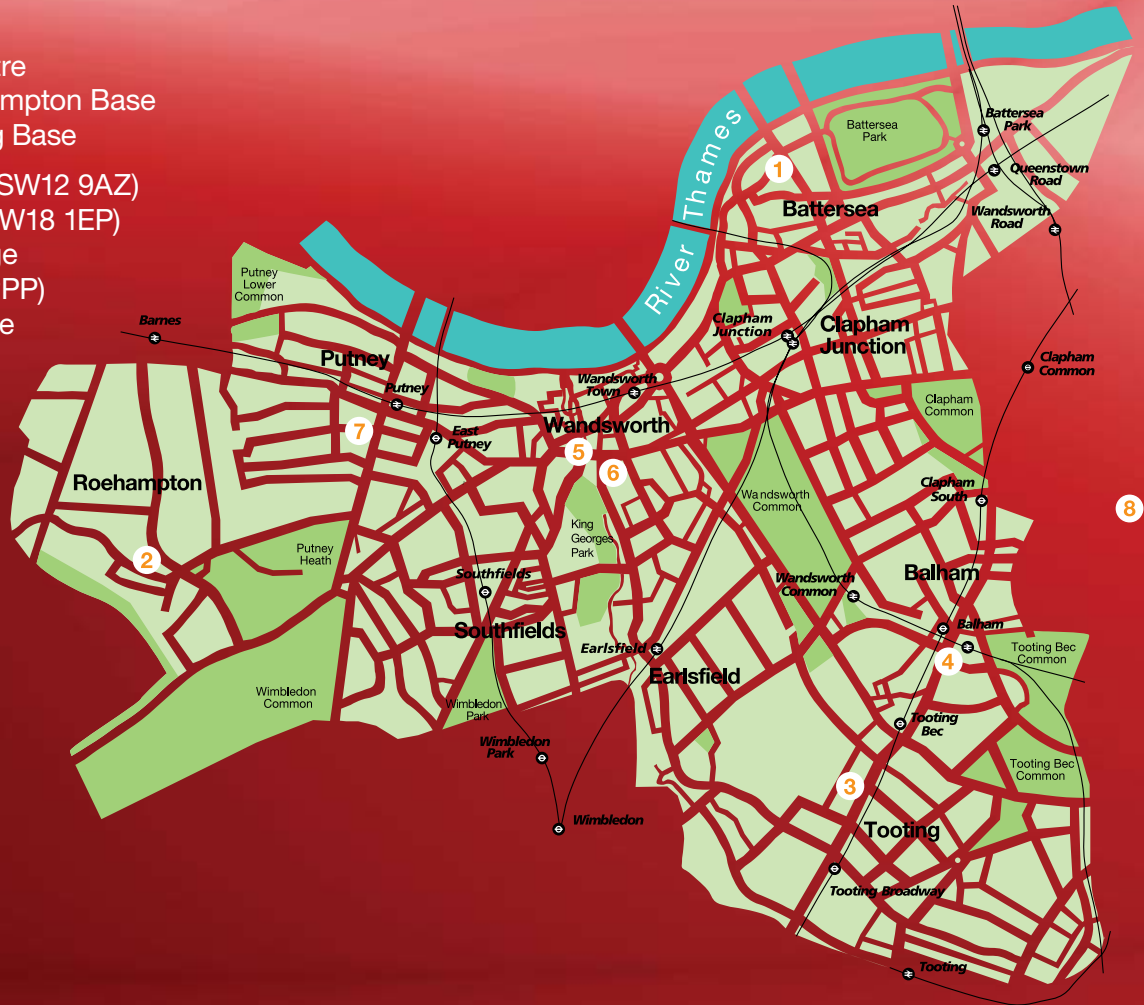 tre
mpton Base
g Base
SW12 9AZ)
W18 1EP)
ge
PP)
e
Battersea
Park
Battersea
Park
Queenstown
Road
1
Battersea
Wandsworth
Road
River Thames
Putney
Lower
Common
Barnes
Clapham
Junction
Clapham
Junction
Putney
Clapham
Common
Wandsworth
Town
Putney
Clapham
Common
7
East
Putney
Wandsworth
5
6
Roehampton
Clapham
South
Wandsworth
Common
8
King
Georges
Park
2
Putney
Heath
Southfields
Wandsworth
Common
Balham
Southfields
Balham
Earlsfield
Tooting Bec
Common
4
Earlsfield
Wimbledon
Common
Wimbledon
Park
Tooting
Bec
Wimbledon
Park
Tooting Bec
Common
3
Wimbledon
Tooting
Tooting Broadway
Tooting